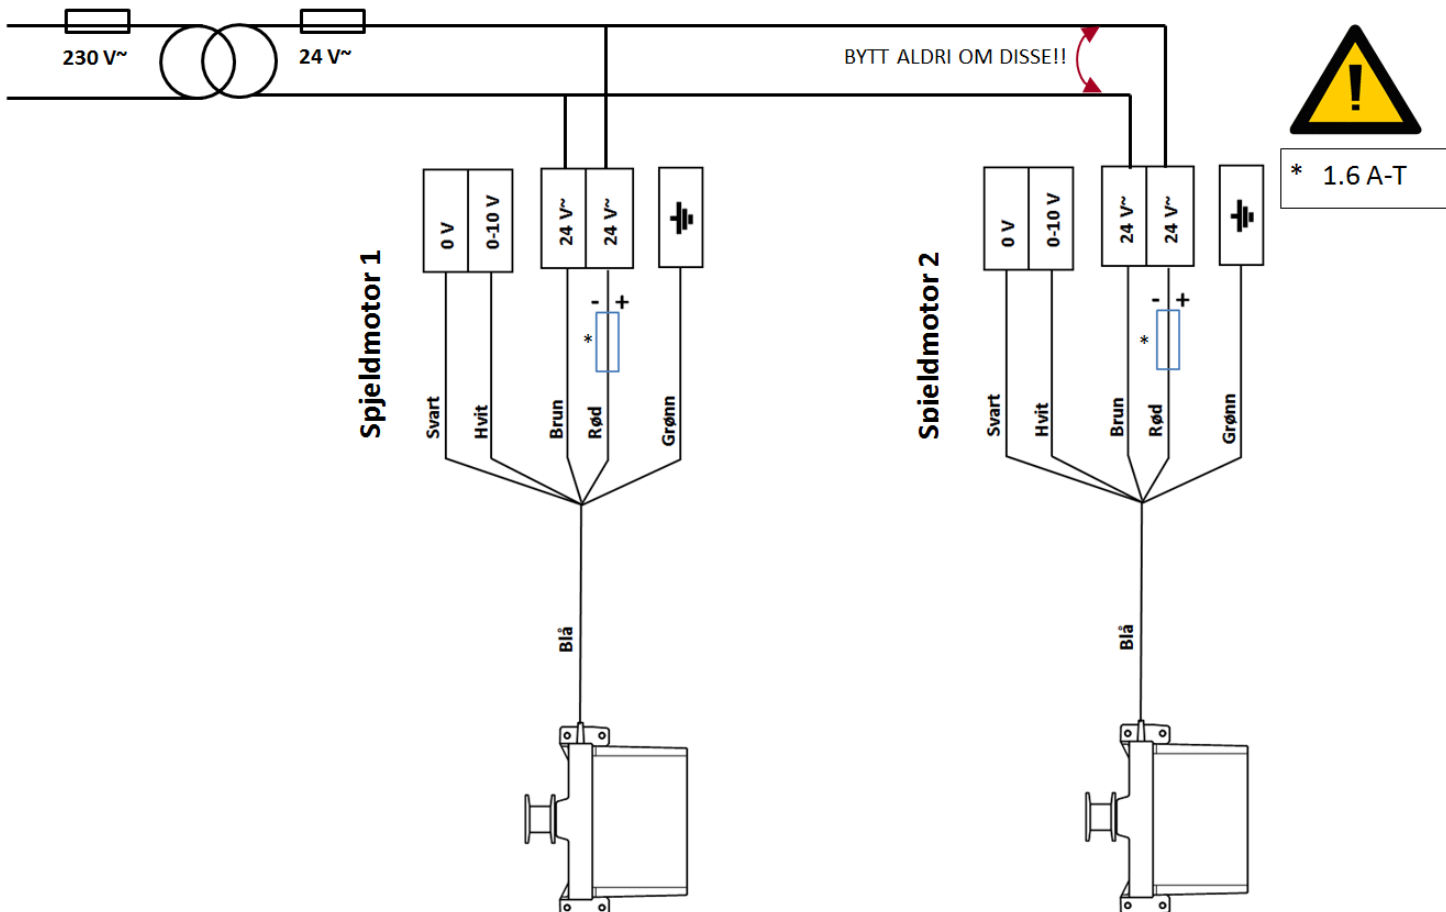 230 V~
24 V~
BYTT ALDRI OM DISSE!!
!
* 1.6 A-T
Spjeldmotor 1
0 V
0-10 V
24 V~
24 V~
- +
*
Svart
Hvit
Brun
Rød
Grønn
Blå
Spieldmotor 2
0 V
0-10 V
24 V~
24 V~
- +
*
Svart
Hvit
Brun
Rød
Grønn
Blå